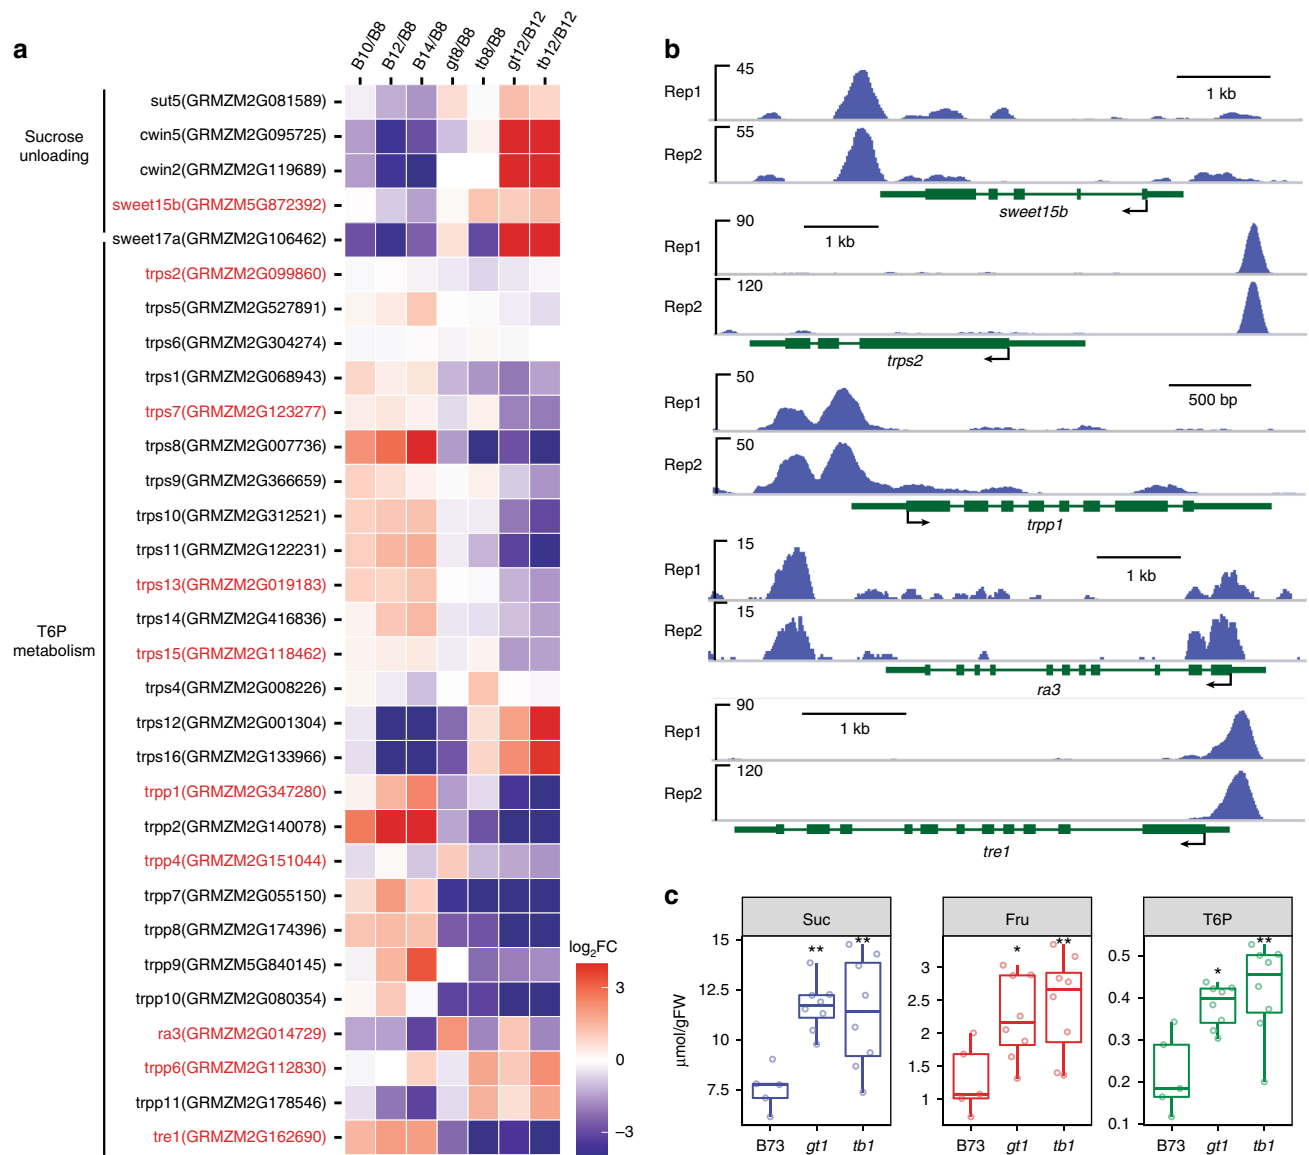 a
B10/B8
B12/B8
B14/B8
gt8/B8
tb8/B8
gt12/B12
tb12/B12
Sucrose
unloading
sut5(GRMZM2G081589)
cwin5(GRMZM2G095725)
cwin2(GRMZM2G119689)
sweet15b(GRMZM5G872392)
sweet17a(GRMZM2G106462)
T6P
metabolism
trps2(GRMZM2G099860)
trps5(GRMZM2G527891)
trps6(GRMZM2G304274)
trps1(GRMZM2G068943)
trps7(GRMZM2G123277)
trps8(GRMZM2G007736)
trps9(GRMZM2G366659)
trps10(GRMZM2G312521)
trps11(GRMZM2G122231)
trps13(GRMZM2G019183)
trps14(GRMZM2G416836)
trps15(GRMZM2G118462)
trps4(GRMZM2G008226)
trps12(GRMZM2G001304)
trps16(GRMZM2G133966)
trpp1(GRMZM2G347280)
trpp2(GRMZM2G140078)
trpp4(GRMZM2G151044)
trpp7(GRMZM2G055150)
trpp8(GRMZM2G174396)
trpp9(GRMZM5G840145)
trpp10(GRMZM2G080354)
ra3(GRMZM2G014729)
trpp6(GRMZM2G112830)
trpp11(GRMZM2G178546)
tre1(GRMZM2G162690)
log2FC
3
0
−3
b
Rep1
45
1 kb
Rep2
55
sweet15b
Rep1
90
1 kb
Rep2
120
trps2
Rep1
50
500 bp
Rep2
50
trpp1
Rep1
15
1 kb
Rep2
15
ra3
Rep1
90
1 kb
Rep2
120
tre1
c
μmol/gFW
Suc
15
12.5
10
7.5
**
**
B73
gt1
tb1
Fru
3
2.5
2
1.5
1
*
**
B73
gt1
tb1
T6P
0.5
0.4
0.3
0.2
0.1
*
**
B73
gt1
tb1